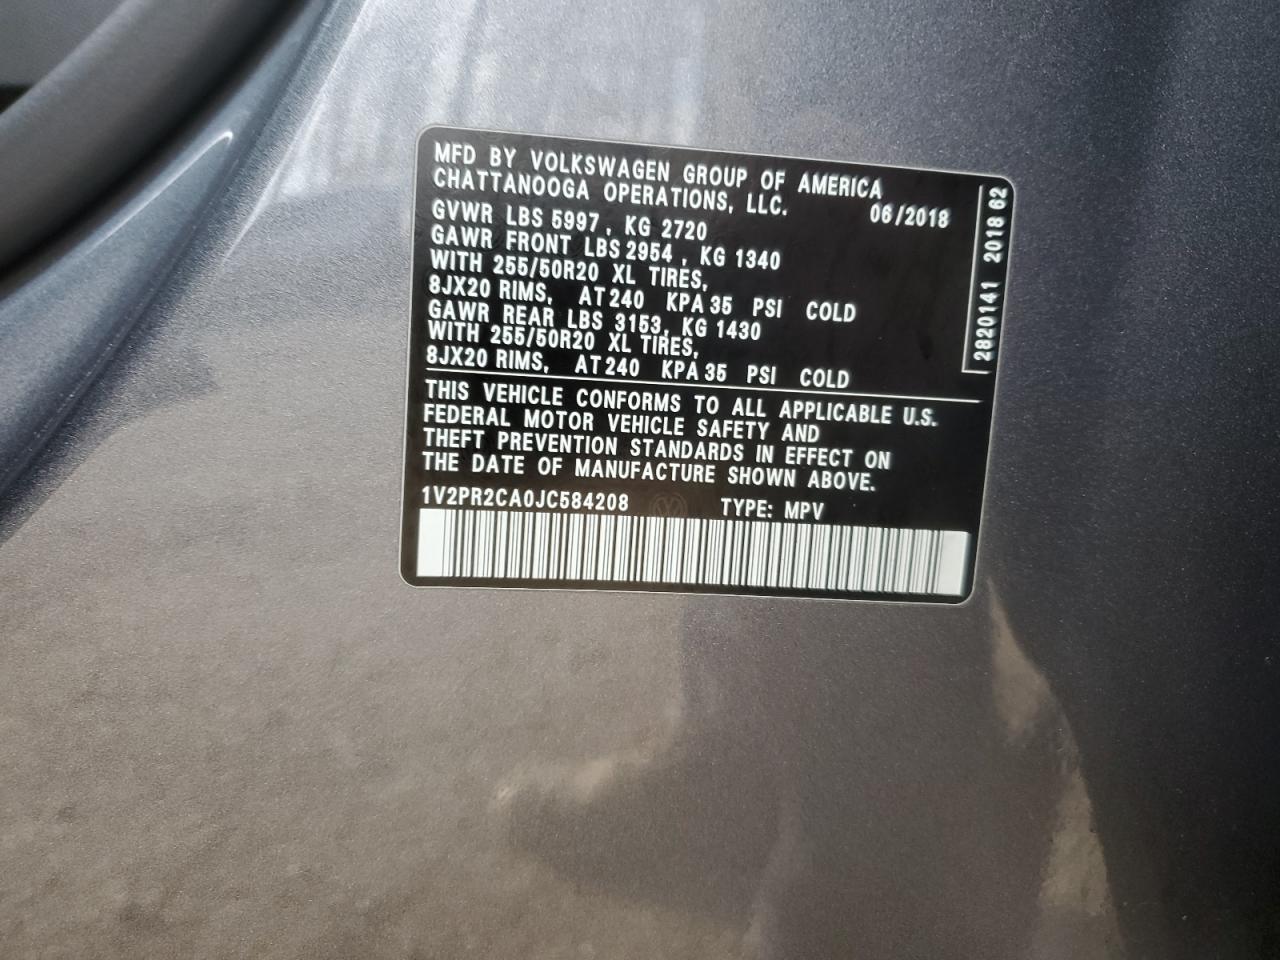 MFD BY VOLKSWAGEN GROUP OF AMERICA
CHATTANOOGA OPERATIONS, LLC. 06/2018
GVWR LBS 5997, KG 2720
GAWR FRONT LBS 2954, KG 1340
WITH 255/50R20 XL TIRES,
8JX20 RIMS, AT 240 KPA 35 PSI COLD
GAWR REAR LBS 3153, KG 1430
WITH 255/50R20 XL TIRES,
8JX20 RIMS, AT 240 KPA 35 PSI COLD
THIS VEHICLE CONFORMS TO ALL APPLICABLE U.S.
FEDERAL MOTOR VEHICLE SAFETY AND
THEFT PREVENTION STANDARDS IN EFFECT ON
THE DATE OF MANUFACTURE SHOWN ABOVE.
1V2PR2CA0JC584208 TYPE: MPV
2820141 2018 62